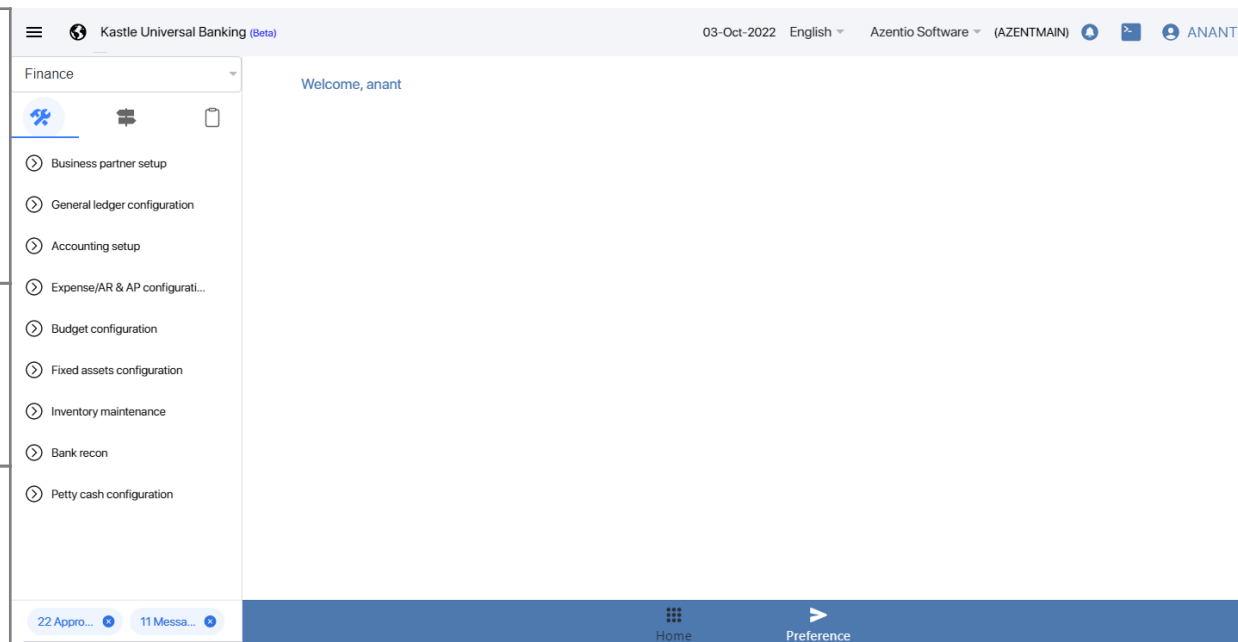 Kastle Universal Banking (Beta)
03-Oct-2022 English Azentio Software (AZENTMAIN) ANANT
Finance
Welcome, anant
Business partner setup
General ledger configuration
Accounting setup
Expense/AR & AP configurati...
Budget configuration
Fixed assets configuration
Inventory maintenance
Bank recon
Petty cash configuration
22 Appro... 11 Messa...
Home Preference